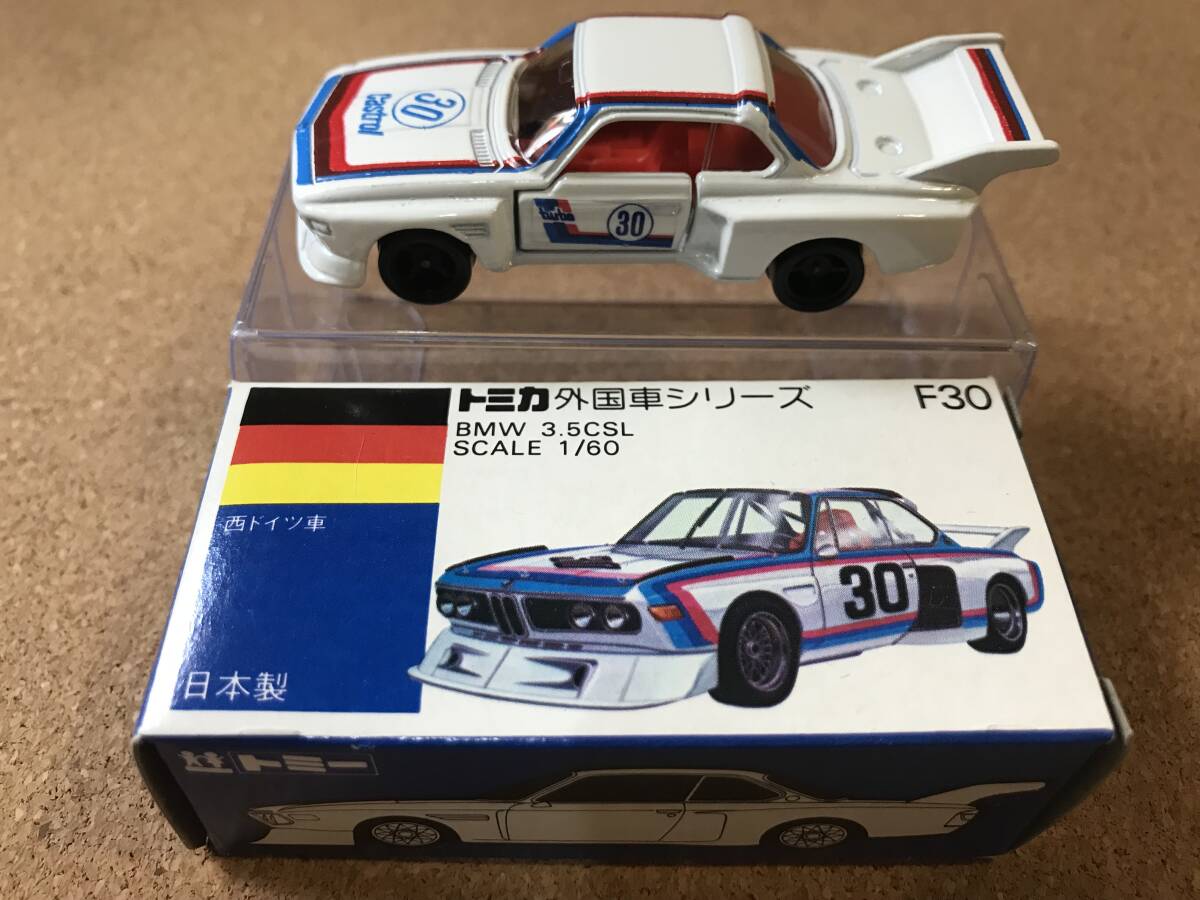 30
Castrol
turbo
30
トミカ外国車シリーズ F30
BMW 3.5CSL
SCALE 1/60
西ドイツ車
30
日本製
トミー